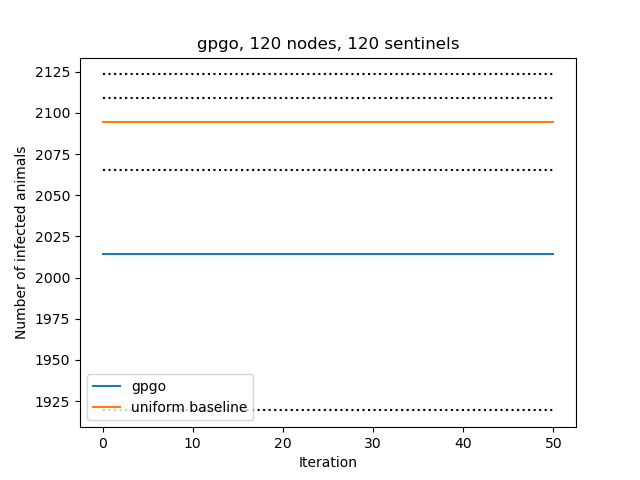 gpgo, 120 nodes, 120 sentinels
Number of infected animals
2125
2100
2075
2050
2025
2000
1975
1950
1925
gpgo
uniform baseline
0 10 20 30 40 50
Iteration